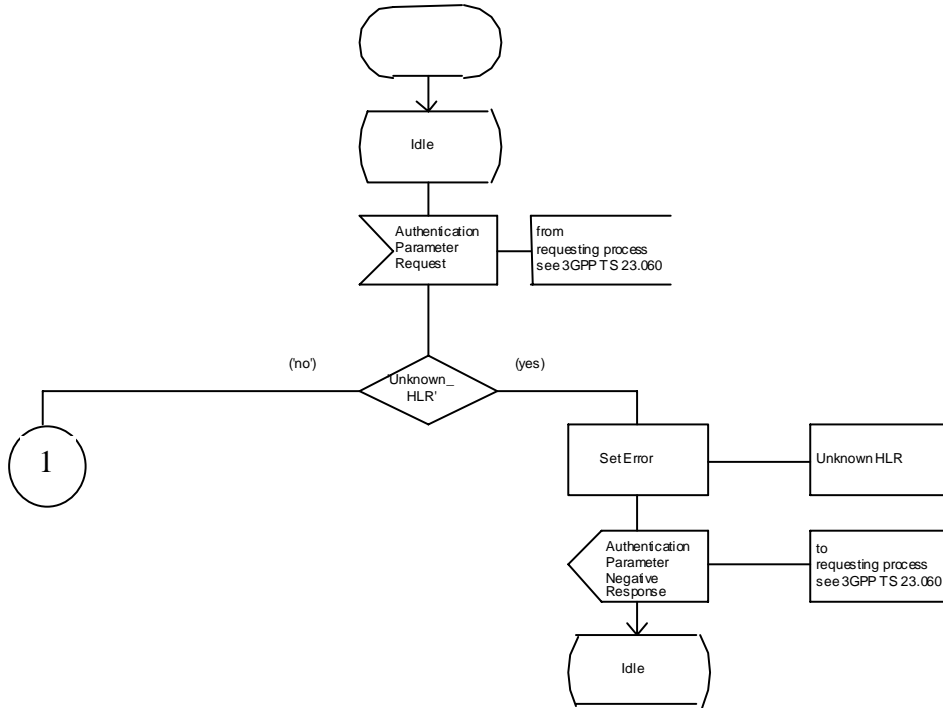 Idle
Authentication
Parameter
Request
from
requesting process
see 3GPP TS 23.060
('no')
'Unknown_
HLR'
(yes)
1
Set Error
Unknown HLR
Authentication
Parameter
Negative
Response
to
requesting process
see 3GPP TS 23.060
Idle